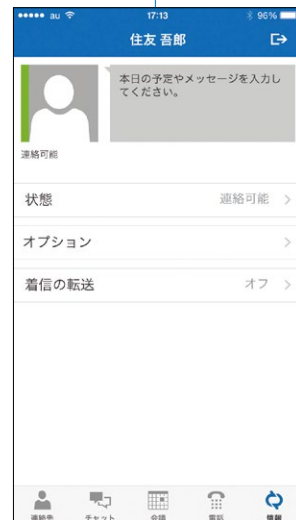 au 17:13 96%
住友 吾郎
本日の予定やメッセージを入力し
てください。
連絡可能
状態 連絡可能
オプション
着信の転送 オフ
連絡先 チャット 会議 電話 情報